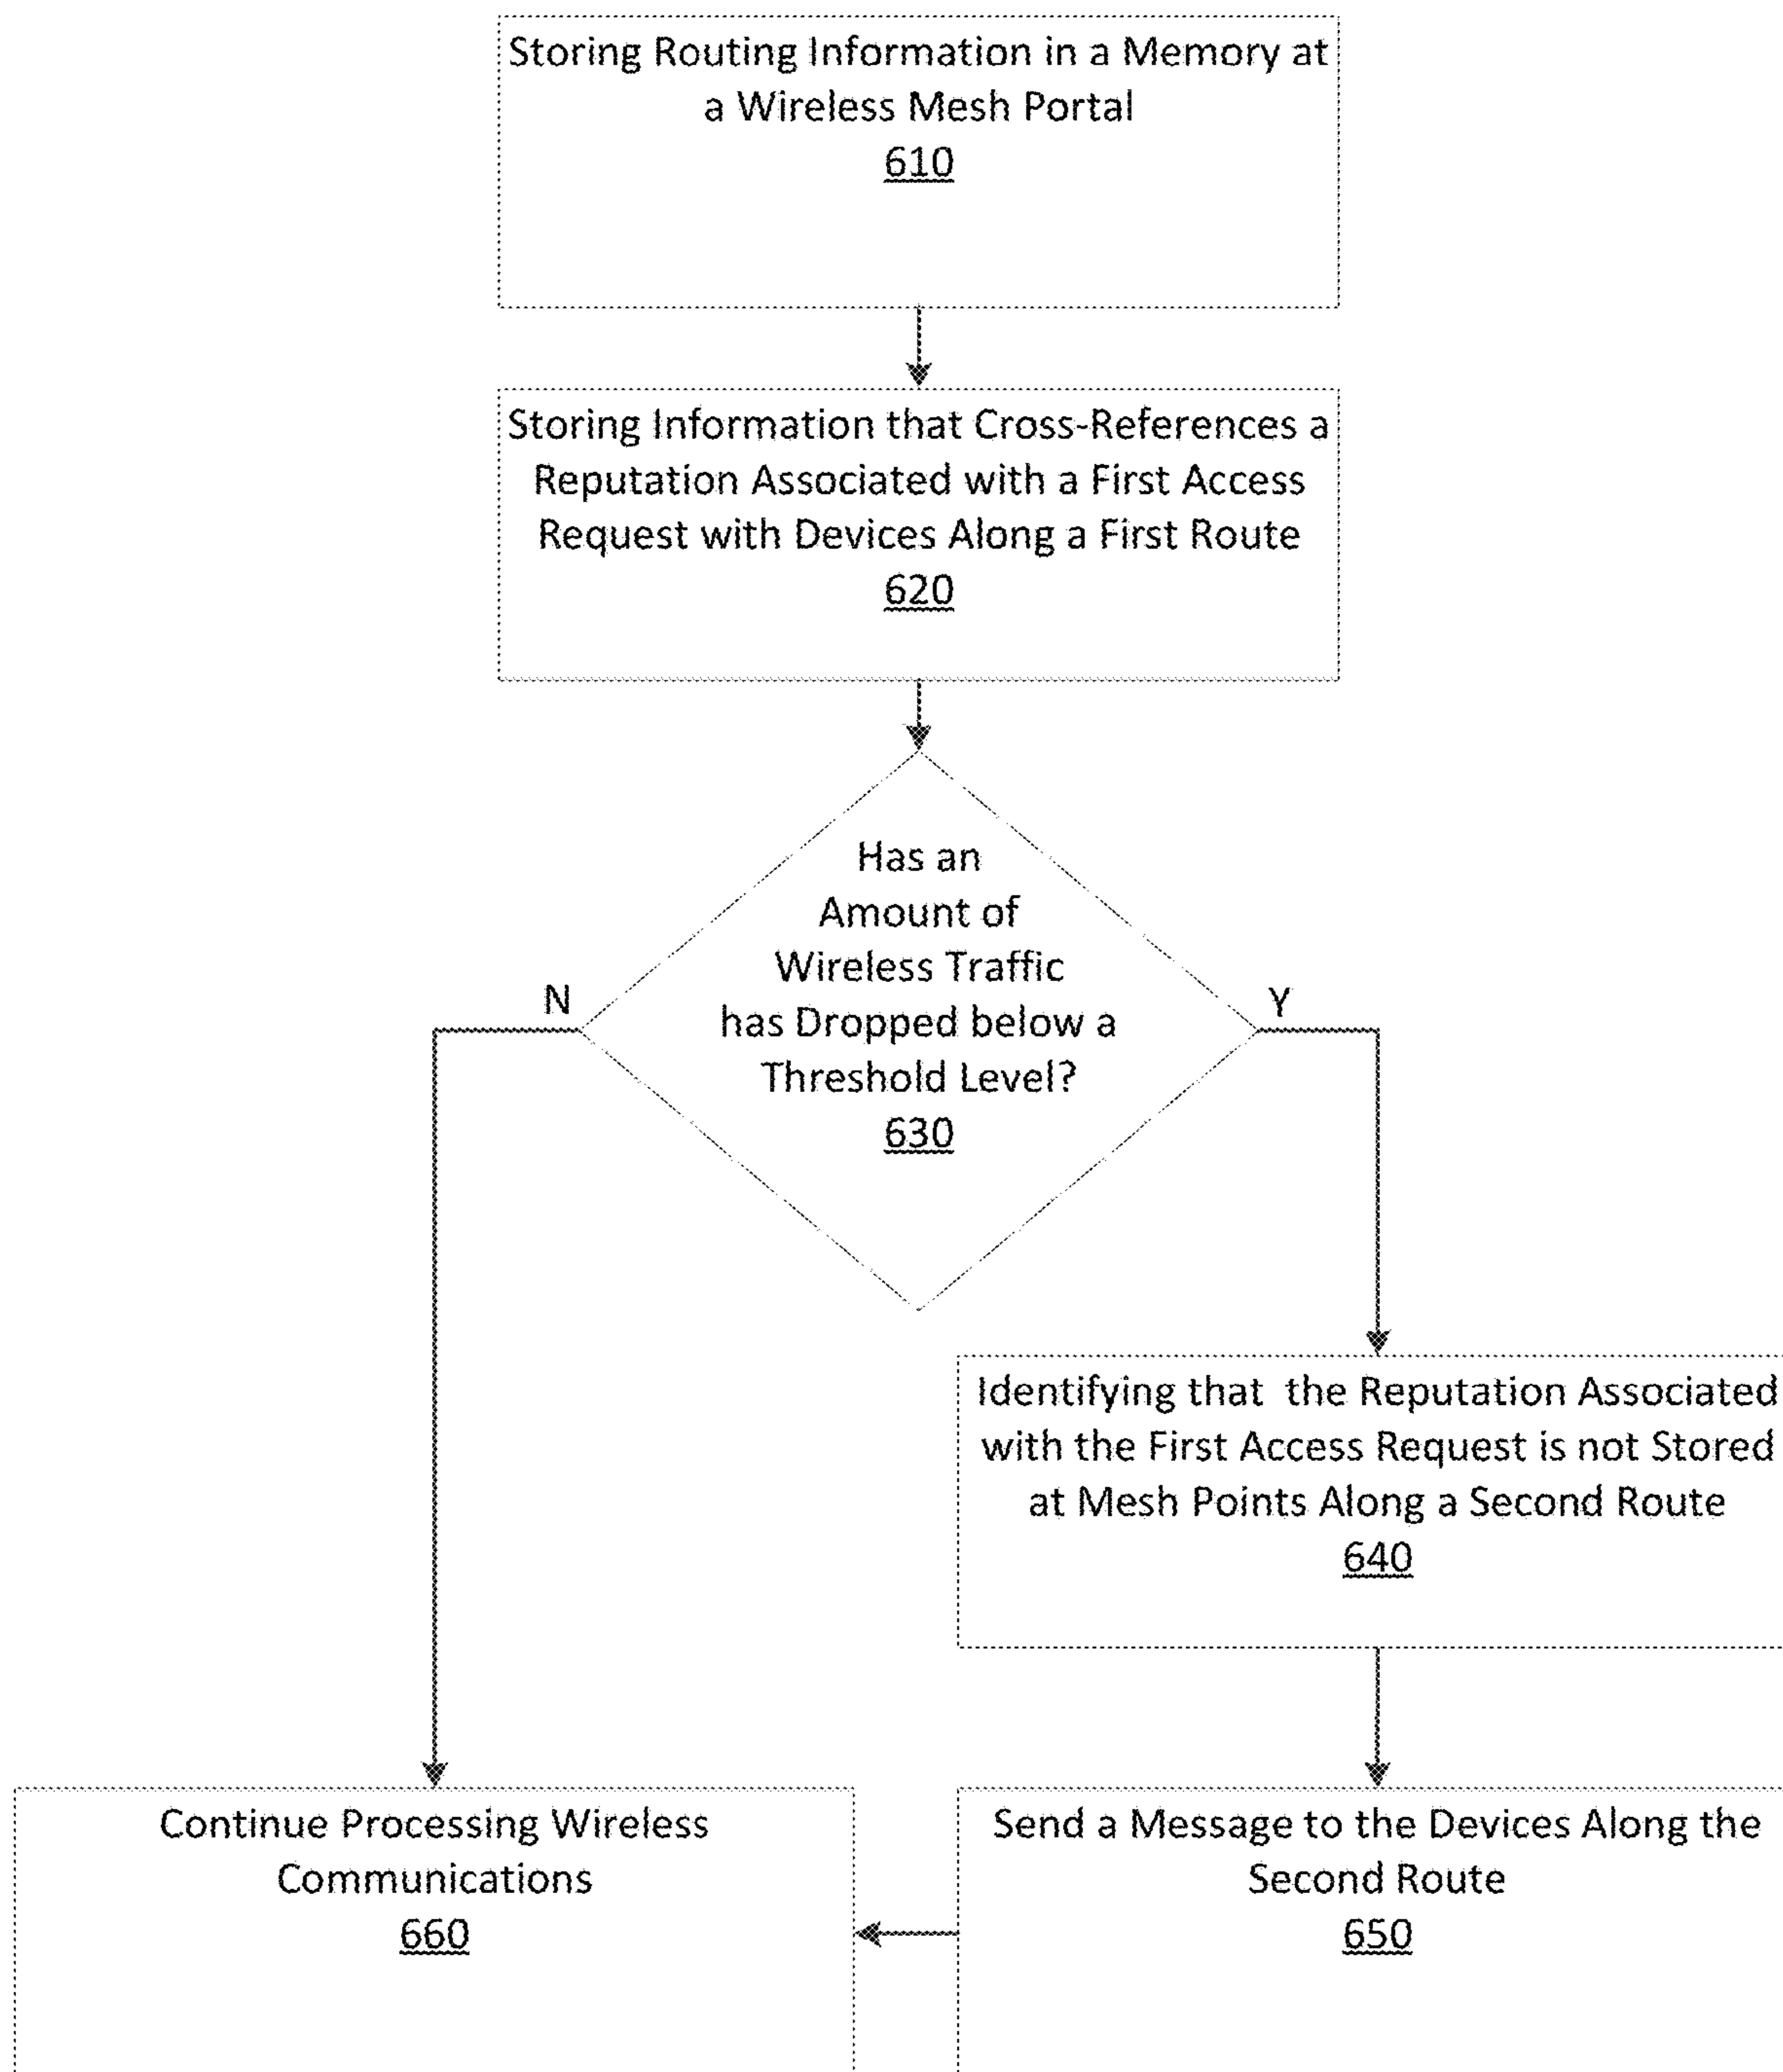 Storing Routing Information in a Memory at
a Wireless Mesh Portal
610
Storing Information that Cross-References a
Reputation Associated with a First Access
Request with Devices Along a First Route
620
Has an
Amount of
Wireless Traffic
has Dropped below a
Threshold Level?
630
N
Y
Identifying that  the Reputation Associated
with the First Access Request is not Stored
at Mesh Points Along a Second Route
640
Continue Processing Wireless
Communications
660
Send a Message to the Devices Along the
Second Route
650